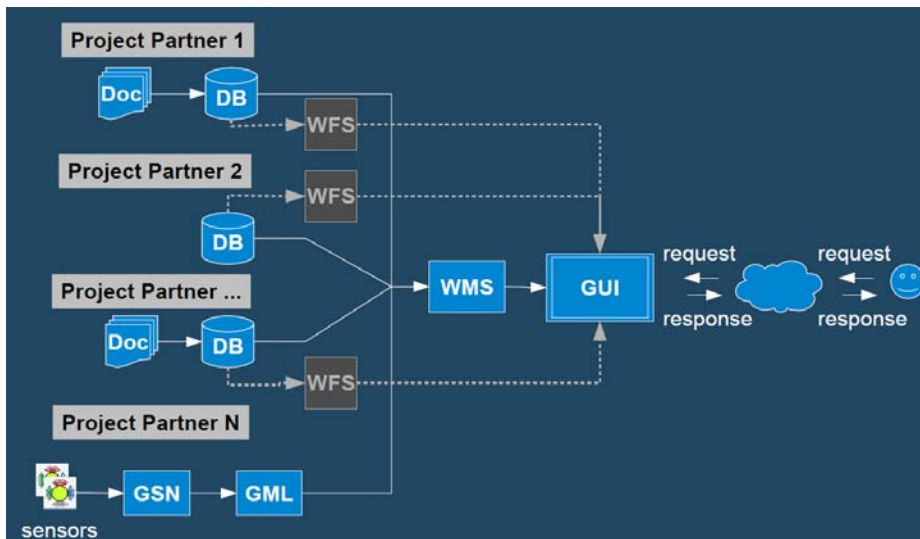 Project Partner 1
Doc
DB
WFS
Project Partner 2
WFS
DB
request
request
WMS
GUI
response
response
Project Partner ...
Doc
DB
WFS
Project Partner N
GSN
GML
sensors